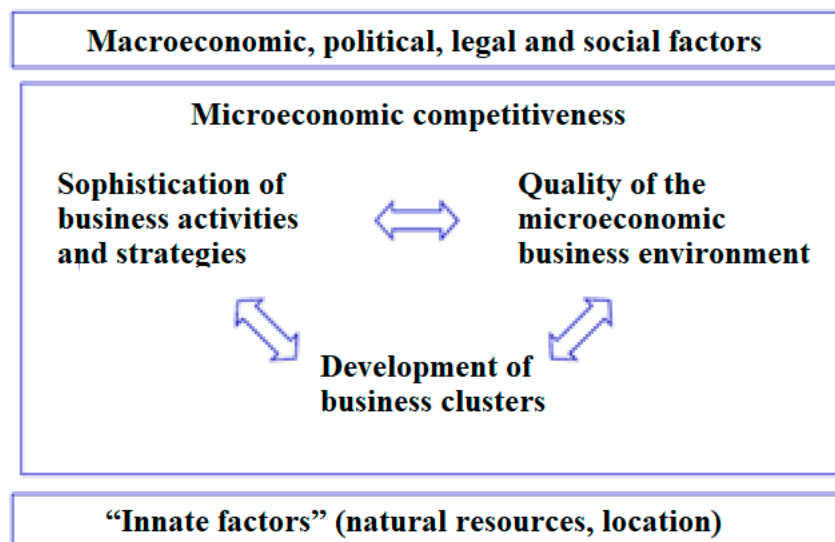 Macroeconomic, political, legal and social factors
Microeconomic competitiveness
Sophistication of
business activities
and strategies
Quality of the
microeconomic
business environment
Development of
business clusters
“Innate factors” (natural resources, location)